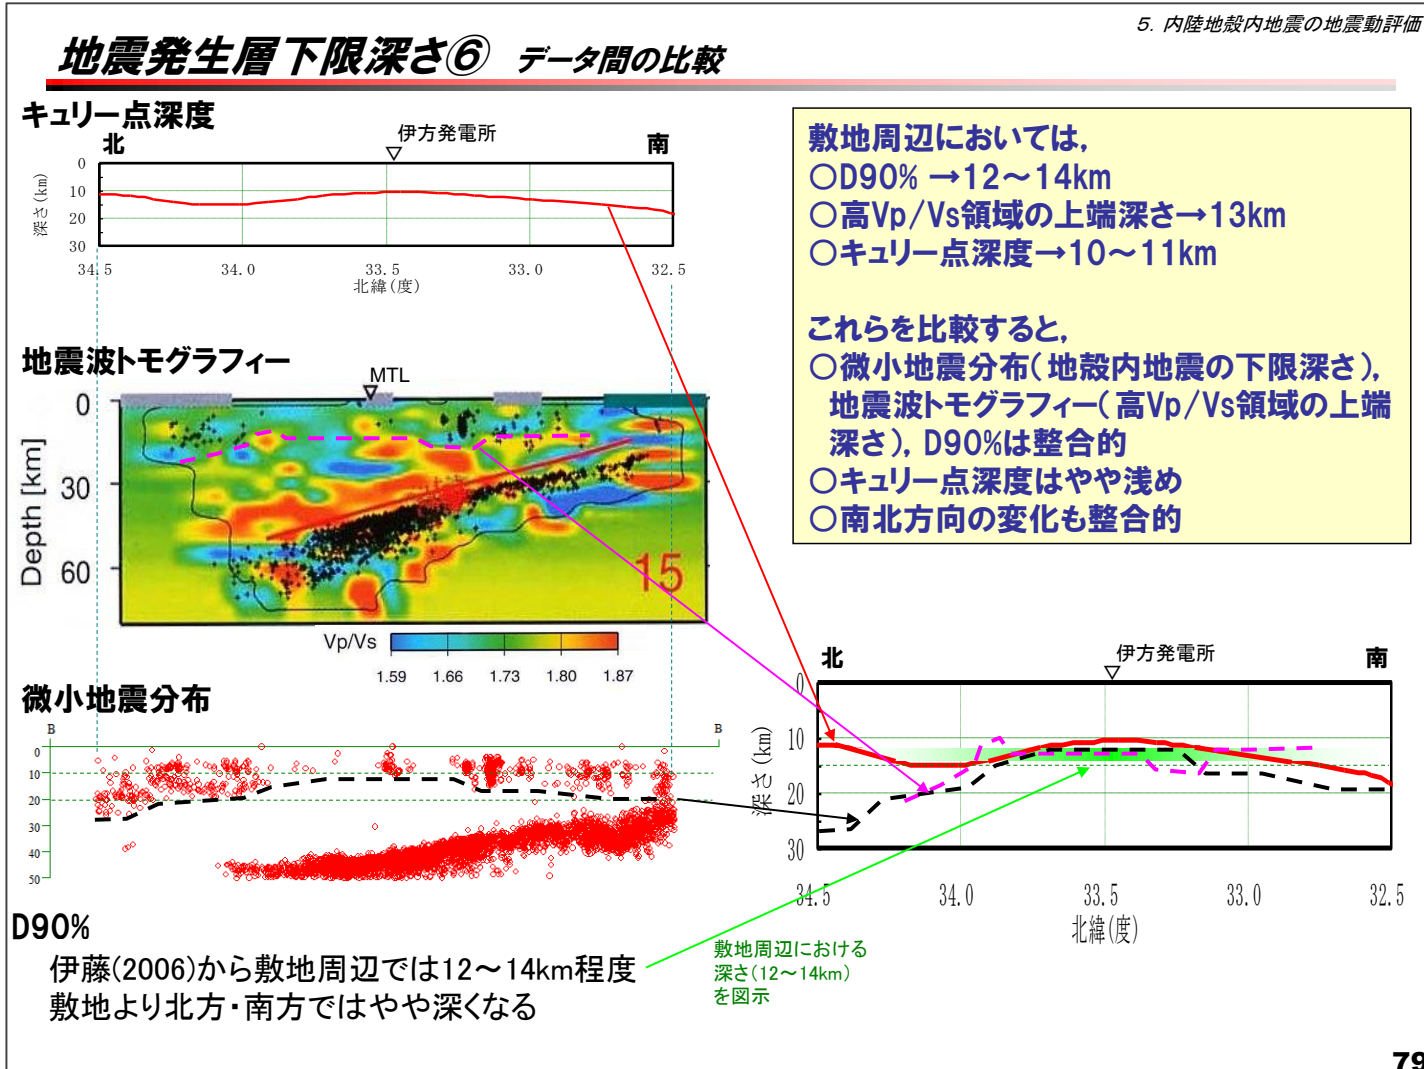 5. 内陸地殻内地震の地震動評価
地震発生層下限深さ⑥ データ間の比較
キュリー点深度
北
伊方発電所
南
0
10
20
30
深さ(km)
34.5
34.0
33.5
33.0
32.5
北緯(度)
地震波トモグラフィー
MTL
0
30
60
Depth [km]
15
Vp/Vs
1.59
1.66
1.73
1.80
1.87
微小地震分布
B
B
0
10
20
30
40
50
D90%
伊藤(2006)から敷地周辺では12～14km程度
敷地より北方・南方ではやや深くなる
敷地周辺においては,
○D90% →12～14km
○高Vp/Vs領域の上端深さ→13km
○キュリー点深度→10～11km
これらを比較すると,
○微小地震分布(地殻内地震の下限深さ),
地震波トモグラフィー(高Vp/Vs領域の上端
深さ), D90%は整合的
○キュリー点深度はやや浅め
○南北方向の変化も整合的
北
伊方発電所
南
0
10
20
30
深さ(km)
34.5
34.0
33.5
33.0
32.5
北緯(度)
敷地周辺における
深さ(12～14km)
を図示
79